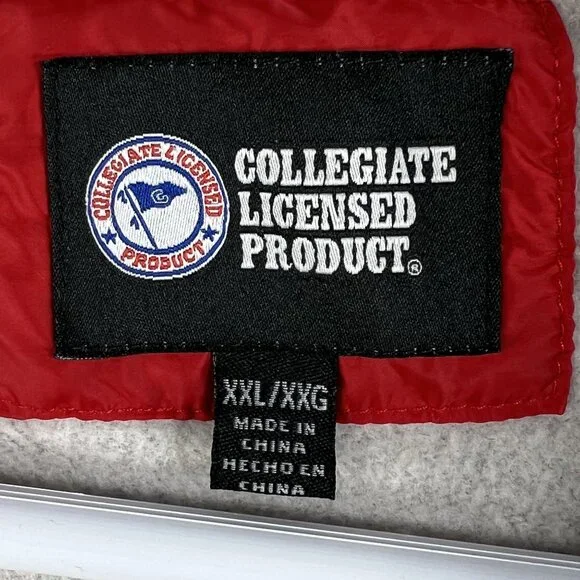 COLLEGIATE LICENSED
C
PRODUCT
COLLEGIATE
LICENSED
PRODUCT®
XXL/XXG
MADE IN
CHINA
HECHO EN
CHINA